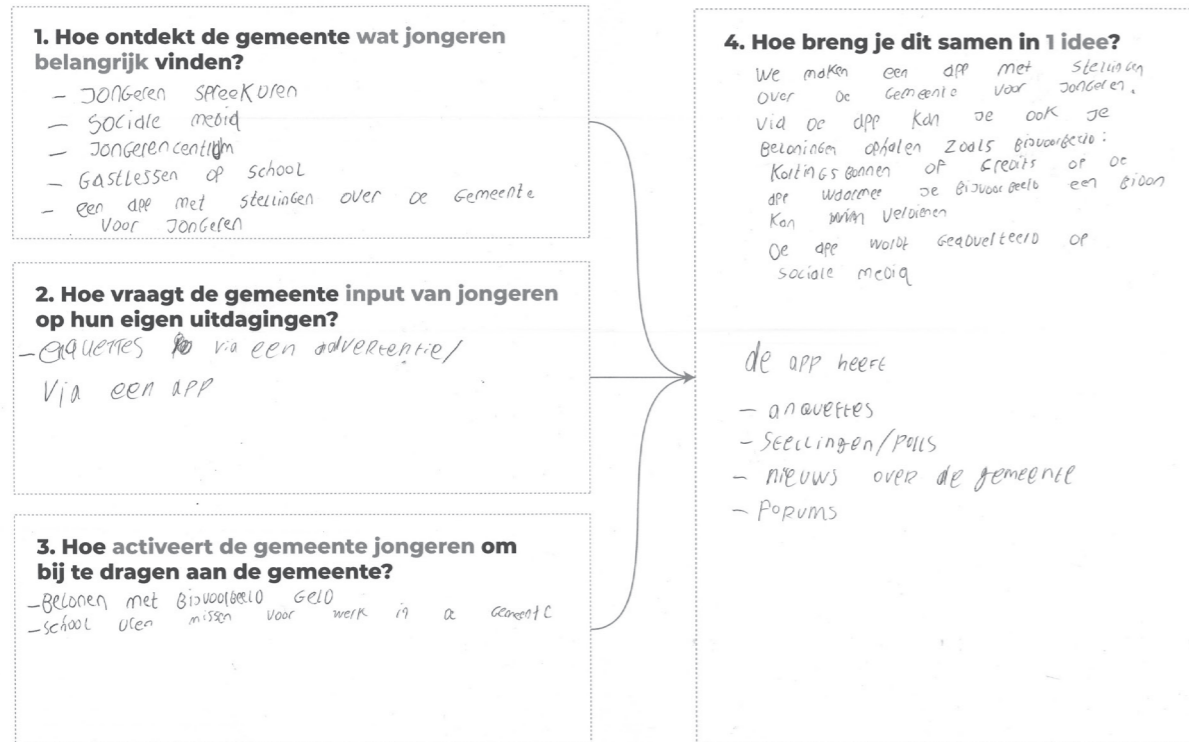 1. Hoe ontdekt de gemeente wat jongeren
belangrijk vinden?
- Jongeren spreekuren
- Sociale media
- Jongerencentrum
- Gastlessen op school
- een app met stellingen over de gemeente
voor jongeren
2. Hoe vraagt de gemeente input van jongeren
op hun eigen uitdagingen?
- enquettes via een advertentie/
Via een app
3. Hoe activeert de gemeente jongeren om
bij te dragen aan de gemeente?
- Belonen met bijvoorbeeld geld
- school uren missen voor werk in de gemeente
4. Hoe breng je dit samen in 1 idee?
We maken een app met stellingen
over de gemeente voor jongeren.
Via de app kan je ook je
Beloningen ophalen zoals bijvoorbeeld:
Kortingsbonnen of credits op de
app waarmee je bijvoorbeeld een bioon
kan verdienen
De app wordt geadverteerd op
sociale media
de app heeft
- anquettes
- Stellingen/polls
- nieuws over de gemeente
- Forums